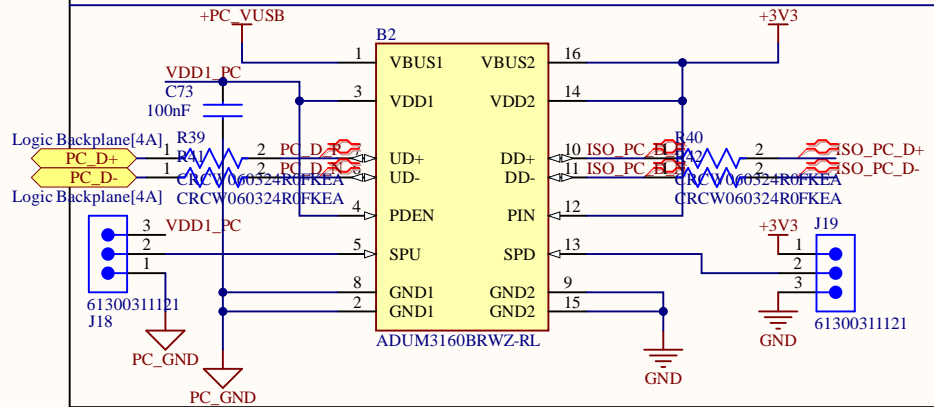 +PC_VUSB
+3V3
B2
1 VBUS1 VBUS2 16
VDD1_PC
C73
100nF
3 VDD1 VDD2 14
Logic Backplane[4A]
R39
R40
PC_D+ 1 2 UD+ DD+ 10 2 ISO_PC_D+
R41
PC_D- 1 2 UD- DD- 11 2 ISO_PC_D-
CRCW060324R0FKEA
CRCW060324R0FKEA
CRCW060324R0FKEA
CRCW060324R0FKEA
Logic Backplane[4A]
4 PDEN PIN 12
3 VDD1_PC
2
1
5 SPU SPD 13
+3V3
J19
1
2
3
8 GND1 GND2 9
2 GND1 GND2 15
61300311121
J18
61300311121
ADUM3160BRWZ-RL
PC_GND
GND
GND
PC_GND